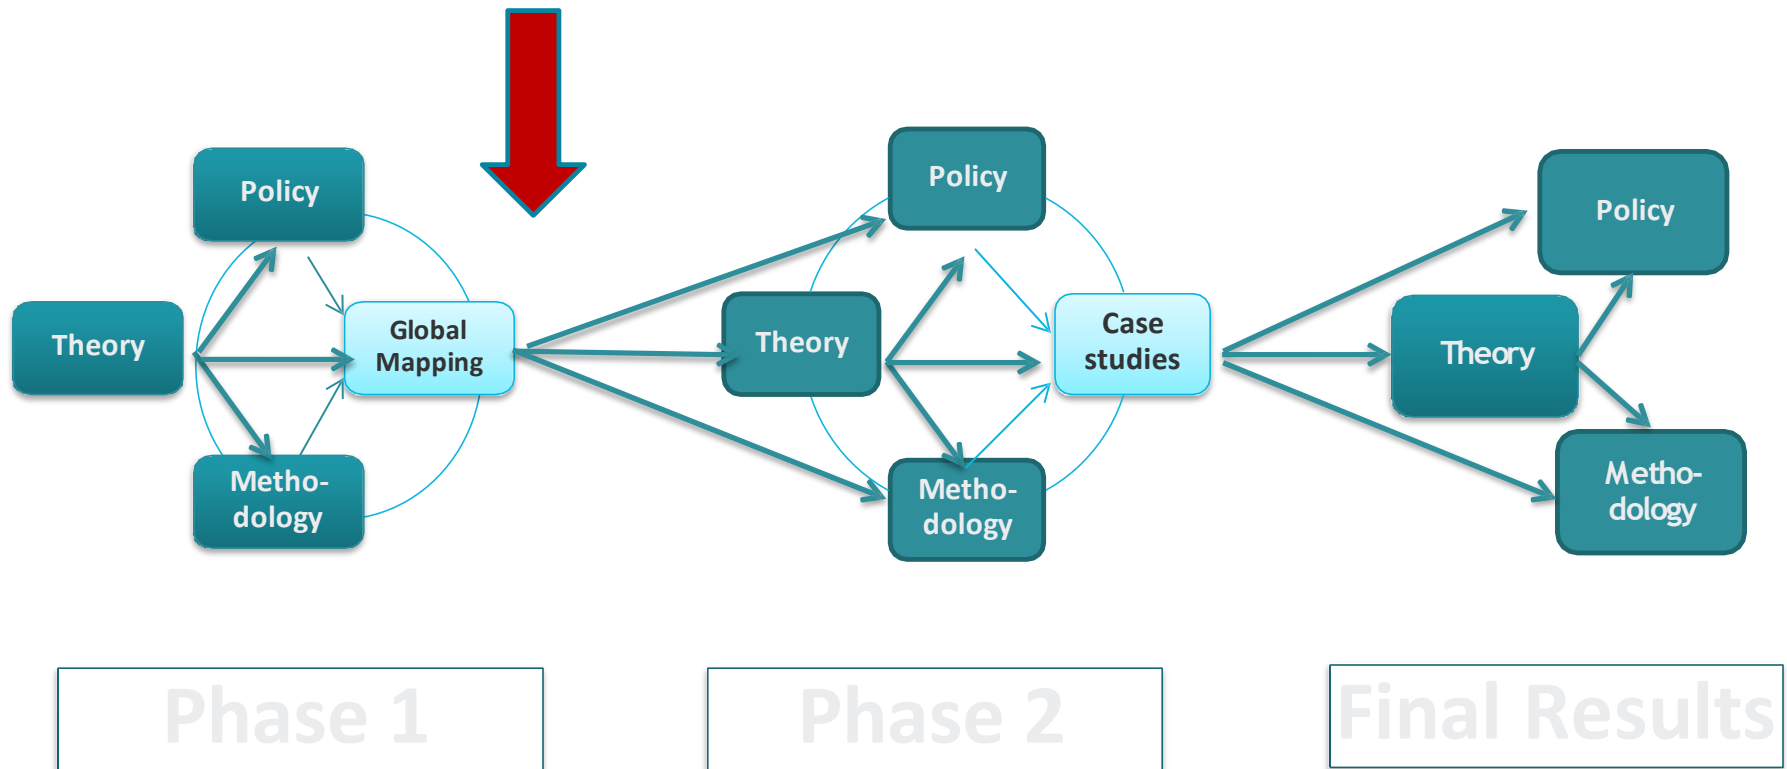 Policy
Theory
Global
Mapping
Metho-
dology
Policy
Theory
Case
studies
Metho-
dology
Policy
Theory
Metho-
dology
Phase 1
Phase 2
Final Results